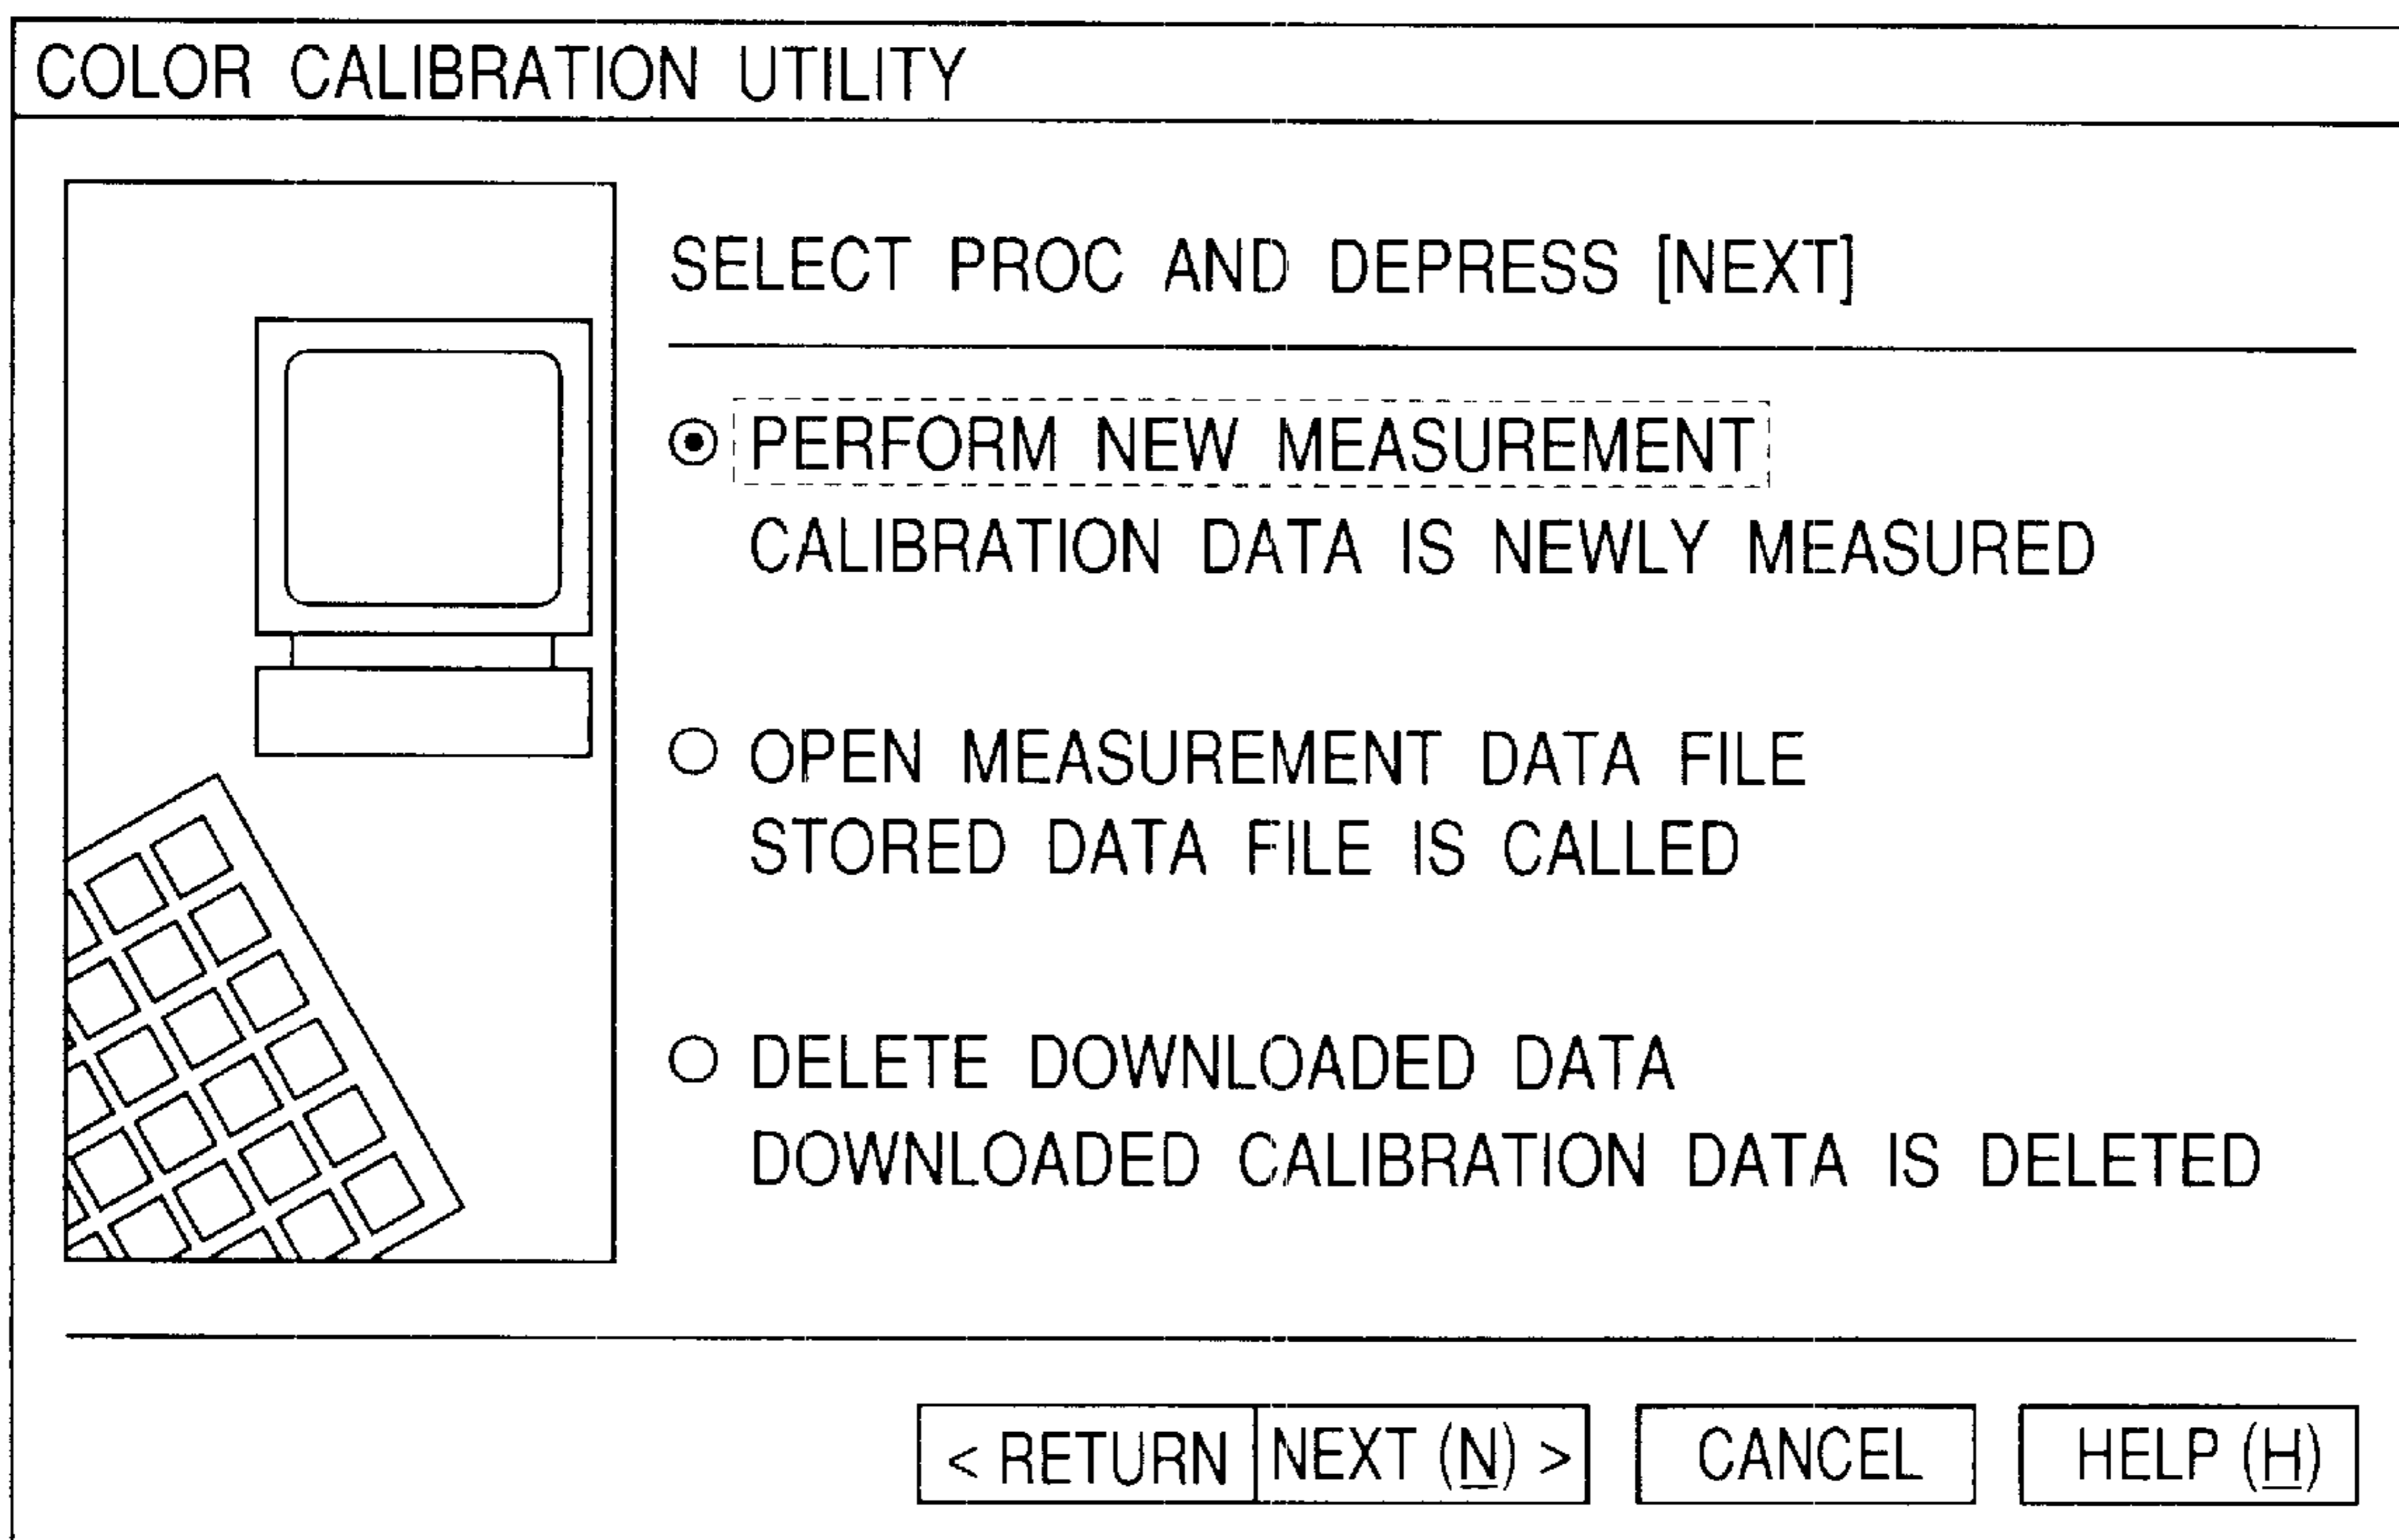 COLOR CALIBRATION UTILITY
SELECT PROC AND DEPRESS [NEXT]
PERFORM NEW MEASUREMENT
CALIBRATION DATA IS NEWLY MEASURED
OPEN MEASUREMENT DATA FILE
STORED DATA FILE IS CALLED
DELETE DOWNLOADED DATA
DOWNLOADED CALIBRATION DATA IS DELETED
< RETURN NEXT (N) > CANCEL HELP (H)